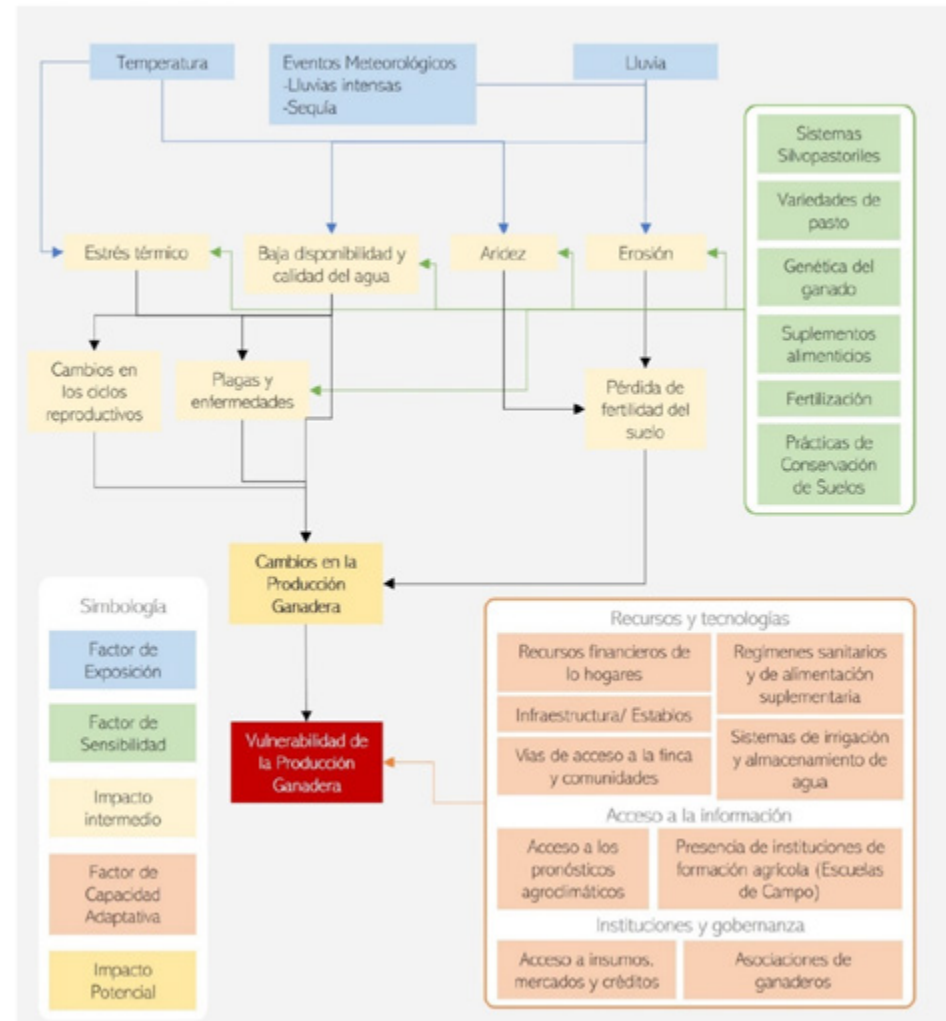 Temperatura
Eventos Meteorológicos
-Lluvias intensas
-Sequía
Lluvia
Sistemas
Silvopastoriles
Variedades de
pasto
Genética del
ganado
Suplementos
alimenticios
Fertilización
Prácticas de
Conservación
de Suelos
Estrés térmico
Baja disponibilidad y
calidad del agua
Aridez
Erosión
Cambios en
los ciclos
reproductivos
Plagas y
enfermedades
Pérdida de
fertilidad del
suelo
Cambios en la
Producción
Ganadera
Vulnerabilidad de
la Producción
Ganadera
Simbología
Factor de
Exposición
Factor de
Sensibilidad
Impacto
intermedio
Factor de
Capacidad
Adaptativa
Impacto
Potencial
Recursos y tecnologías
Recursos financieros de
lo hogares
Infraestructura/ Establos
Vías de acceso a la finca
y comunidades
Regímenes sanitarios
y de alimentación
suplementaria
Sistemas de irrigación
y almacenamiento de
agua
Acceso a la información
Acceso a los
pronósticos
agroclimáticos
Presencia de instituciones de
formación agrícola (Escuelas
de Campo)
Instituciones y gobernanza
Acceso a insumos,
mercados y créditos
Asociaciones de
ganaderos